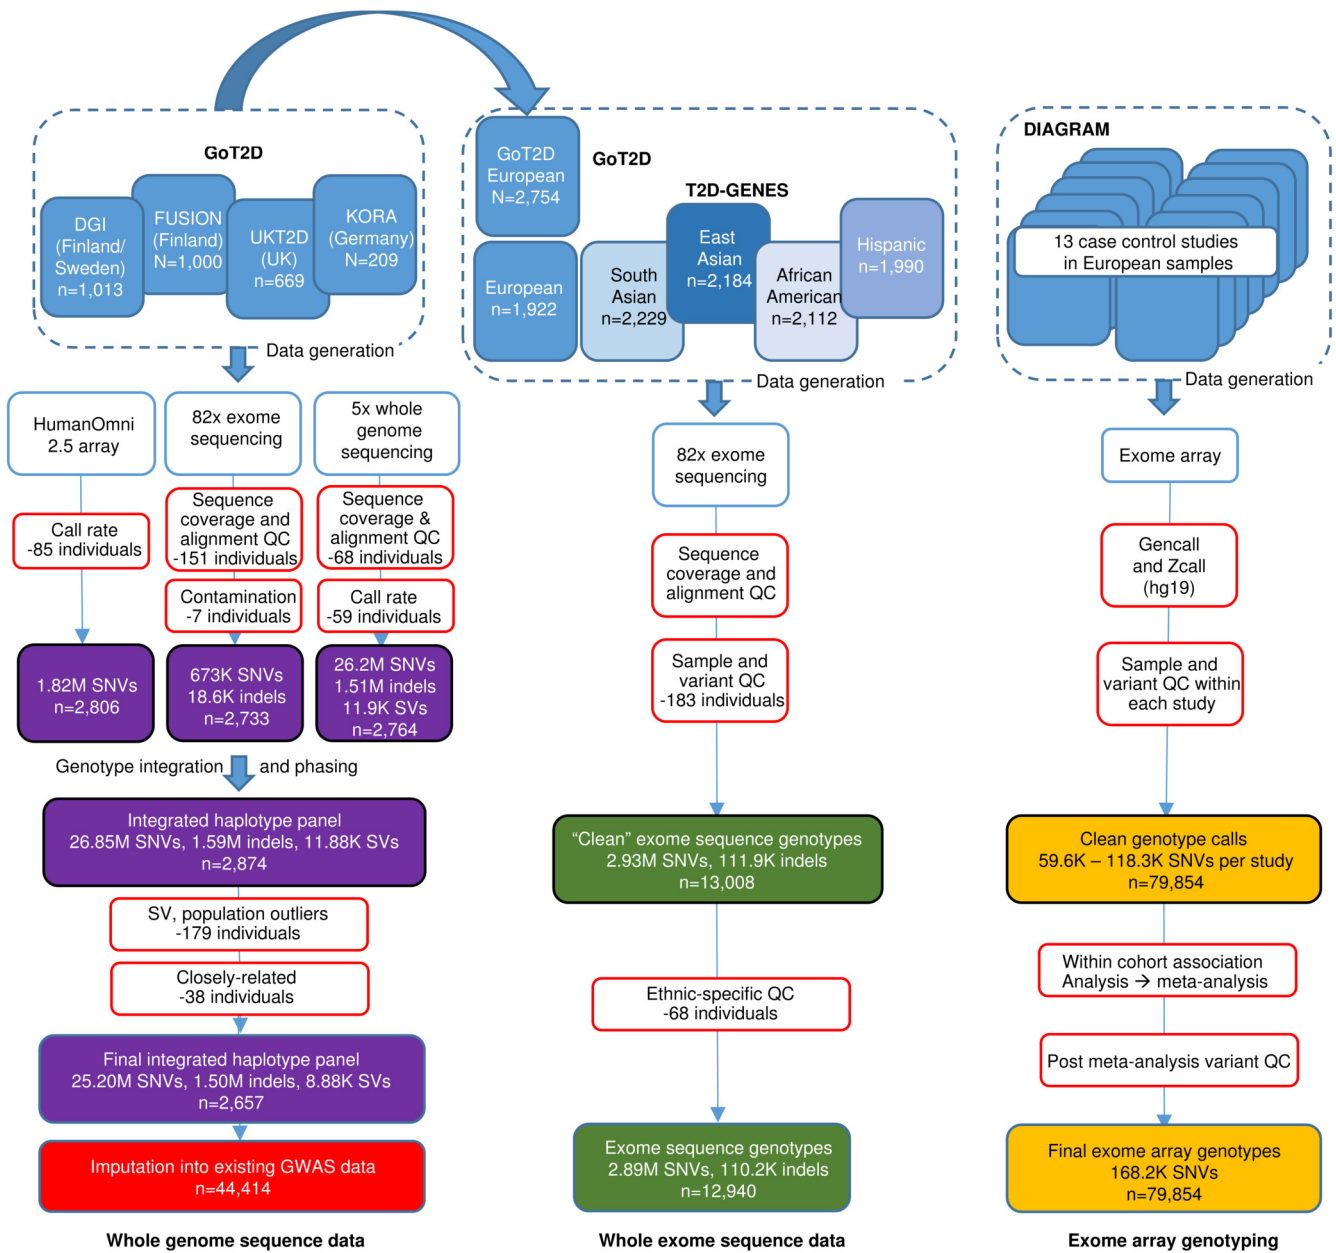 GoT2D
DGI
(Finland/
Sweden)
n=1,013
FUSION
(Finland)
N=1,000
UKT2D
(UK)
n=669
KORA
(Germany)
N=209
Data generation
HumanOmni
2.5 array
82x exome
sequencing
5x whole
genome
sequencing
Call rate
-85 individuals
Sequence
coverage and
alignment QC
-151 individuals
Sequence
coverage &
alignment QC
-68 individuals
Contamination
-7 individuals
Call rate
-59 individuals
1.82M SNVs
n=2,806
673K SNVs
18.6K indels
n=2,733
26.2M SNVs
1.51M indels
11.9K SVs
n=2,764
Genotype integration and phasing
Integrated haplotype panel
26.85M SNVs, 1.59M indels, 11.88K SVs
n=2,874
SV, population outliers
-179 individuals
Closely-related
-38 individuals
Final integrated haplotype panel
25.20M SNVs, 1.50M indels, 8.88K SVs
n=2,657
Imputation into existing GWAS data
n=44,414
Whole genome sequence data
GoT2D
European
N=2,754
GoT2D
T2D-GENES
European
n=1,922
South
Asian
n=2,229
East
Asian
n=2,184
African
American
n=2,112
Hispanic
n=1,990
Data generation
82x exome
sequencing
Sequence
coverage and
alignment QC
Sample and
variant QC
-183 individuals
“Clean” exome sequence genotypes
2.93M SNVs, 111.9K indels
n=13,008
Ethnic-specific QC
-68 individuals
Exome sequence genotypes
2.89M SNVs, 110.2K indels
n=12,940
Whole exome sequence data
DIAGRAM
13 case control studies
in European samples
Data generation
Exome array
Gencall
and Zcall
(hg19)
Sample and
variant QC within
each study
Clean genotype calls
59.6K – 118.3K SNVs per study
n=79,854
Within cohort association
Analysis → meta-analysis
Post meta-analysis variant QC
Final exome array genotypes
168.2K SNVs
n=79,854
Exome array genotyping